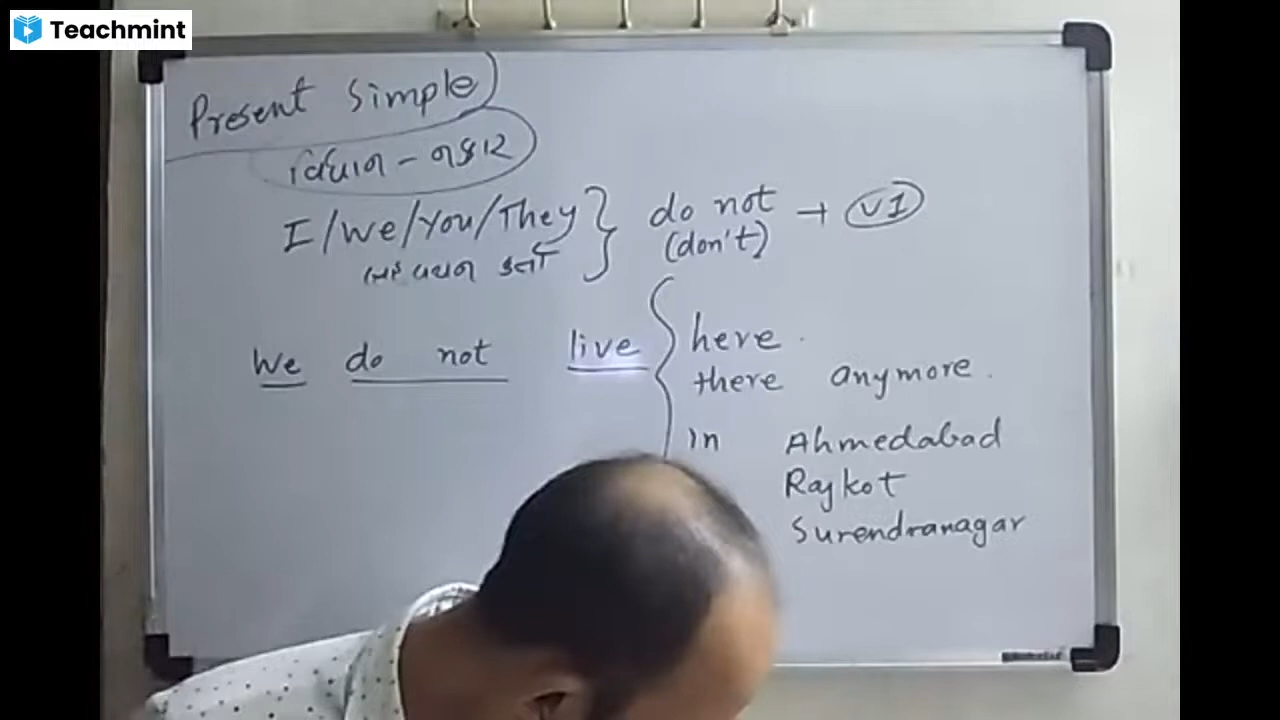 Teachmint
Present Simple
વિધાન - નકાર
I/We/You/They } do not → V1
બહુવચન કર્તા (don't)
We do not live { here.
there anymore.
in Ahmedabad
Rajkot
Surendranagar